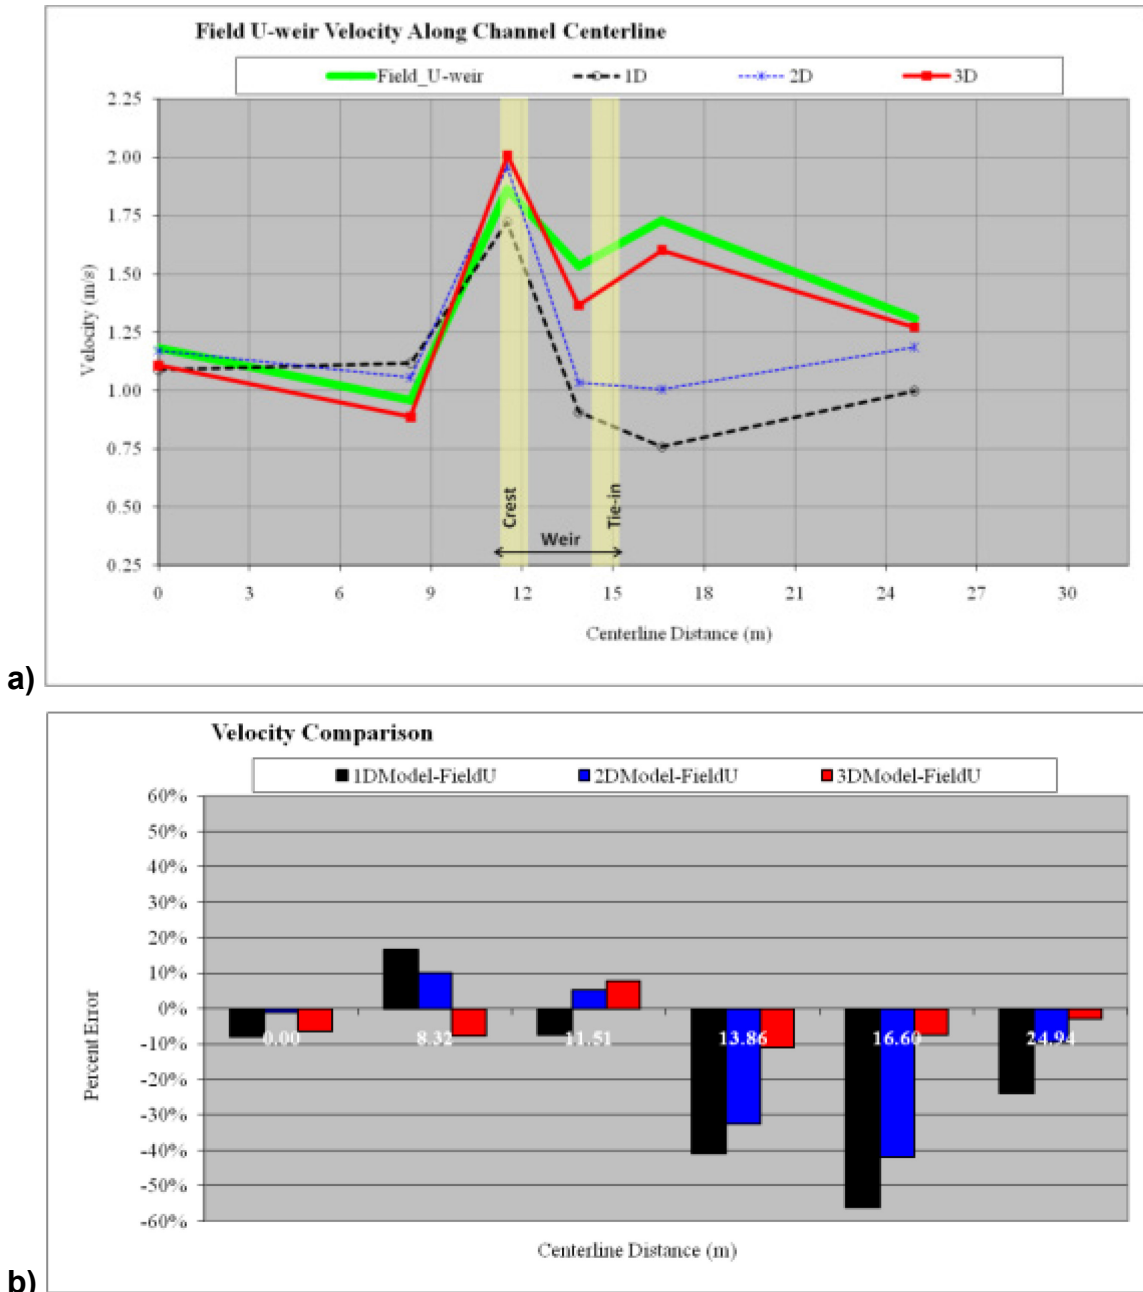 Field U-weir Velocity Along Channel Centerline
Field_U-weir 1D 2D 3D
2.25
2.00
1.75
1.50
1.25
1.00
0.75
0.50
0.25
Velocity (m/s)
Crest
Tie-in
Weir
0 3 6 9 12 15 18 21 24 27 30
Centerline Distance (m)
a)
Velocity Comparison
1DModel-FieldU 2DModel-FieldU 3DModel-FieldU
60%
50%
40%
30%
20%
10%
0%
-10%
-20%
-30%
-40%
-50%
-60%
Percent Error
0.00 8.32 11.51 13.86 16.60 24.94
Centerline Distance (m)
b)